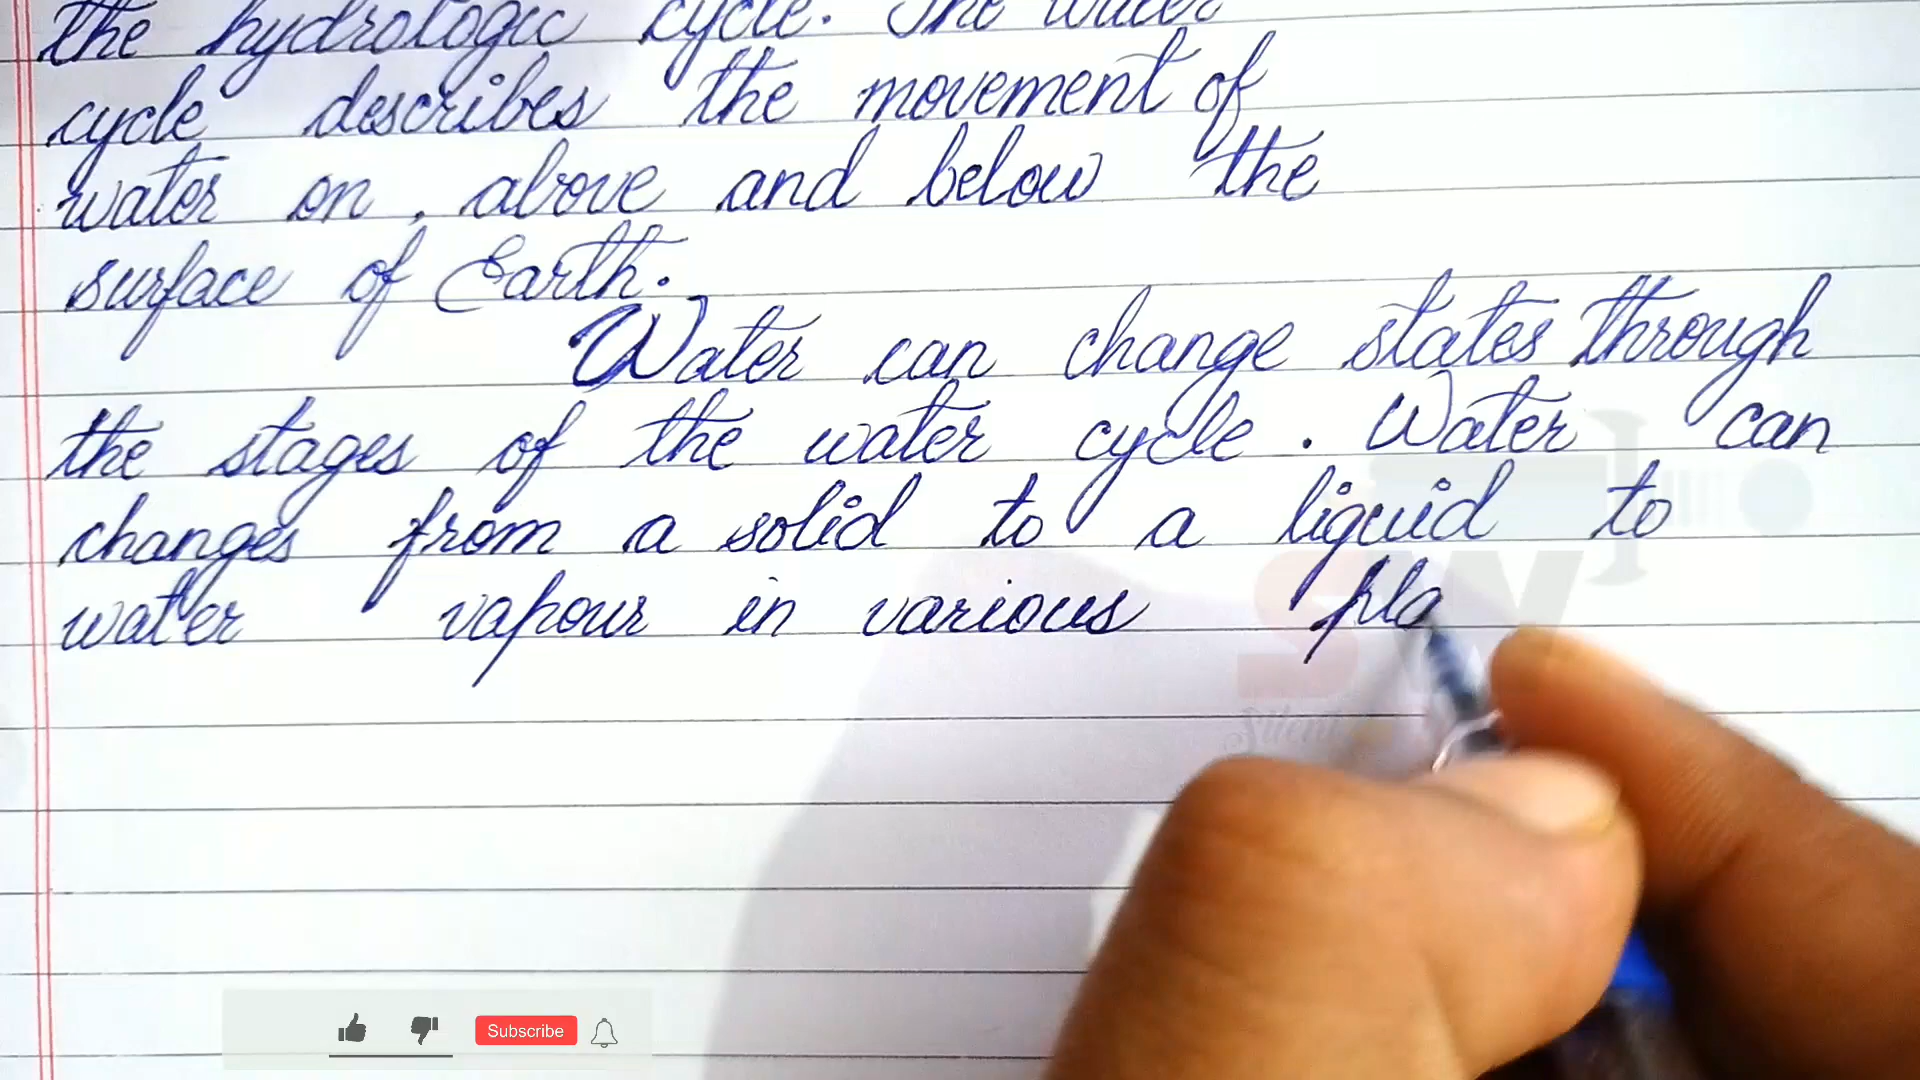 the hydrologic cycle. The water
cycle describes the movement of
water on, above and below the
surface of Earth.
Water can change states through
the stages of the water cycle. Water can
changes from a solid to a liquid to
water vapour in various pla
SW
Silent
Subscribe